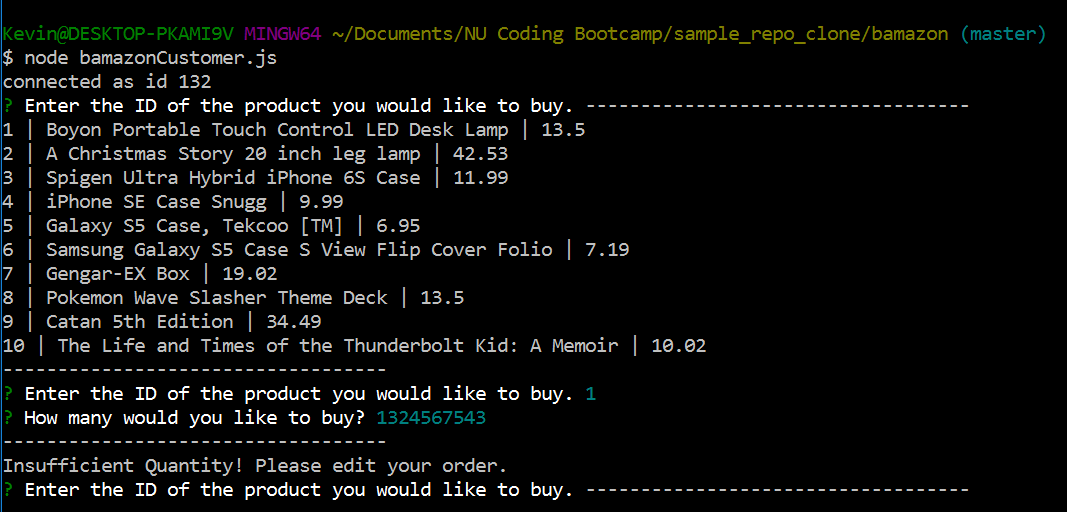 Kevin@DESKTOP-PKAMI9V MINGW64 ~/Documents/NU Coding Bootcamp/sample_repo_clone/bamazon (master)
$ node bamazonCustomer.js
connected as id 132
? Enter the ID of the product you would like to buy. -----------------------------------
1 | Boyon Portable Touch Control LED Desk Lamp | 13.5
2 | A Christmas Story 20 inch leg lamp | 42.53
3 | Spigen Ultra Hybrid iPhone 6S Case | 11.99
4 | iPhone SE Case Snugg | 9.99
5 | Galaxy S5 Case, Tekcoo [TM] | 6.95
6 | Samsung Galaxy S5 Case S View Flip Cover Folio | 7.19
7 | Gengar-EX Box | 19.02
8 | Pokemon Wave Slasher Theme Deck | 13.5
9 | Catan 5th Edition | 34.49
10 | The Life and Times of the Thunderbolt Kid: A Memoir | 10.02
-----------------------------------
? Enter the ID of the product you would like to buy. 1
? How many would you like to buy? 1324567543
-----------------------------------
Insufficient Quantity! Please edit your order.
? Enter the ID of the product you would like to buy. -----------------------------------